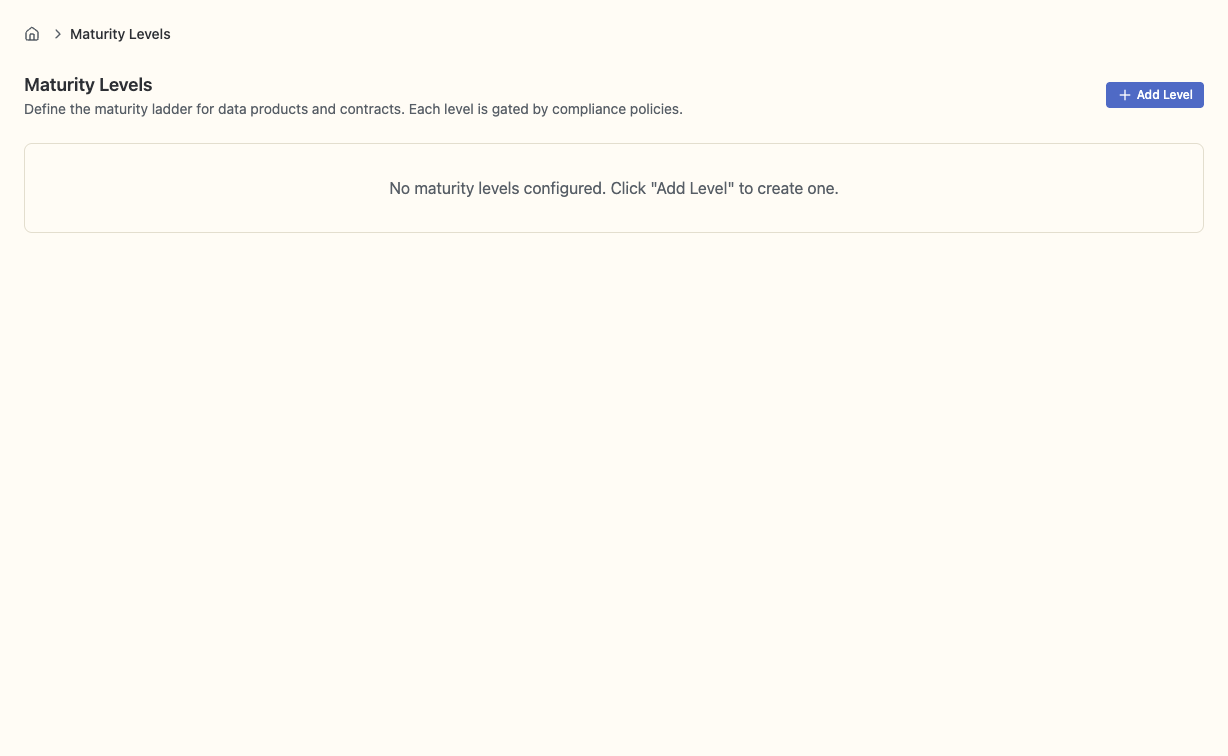 Maturity Levels
Maturity Levels
Define the maturity ladder for data products and contracts. Each level is gated by compliance policies.
Add Level
No maturity levels configured. Click "Add Level" to create one.